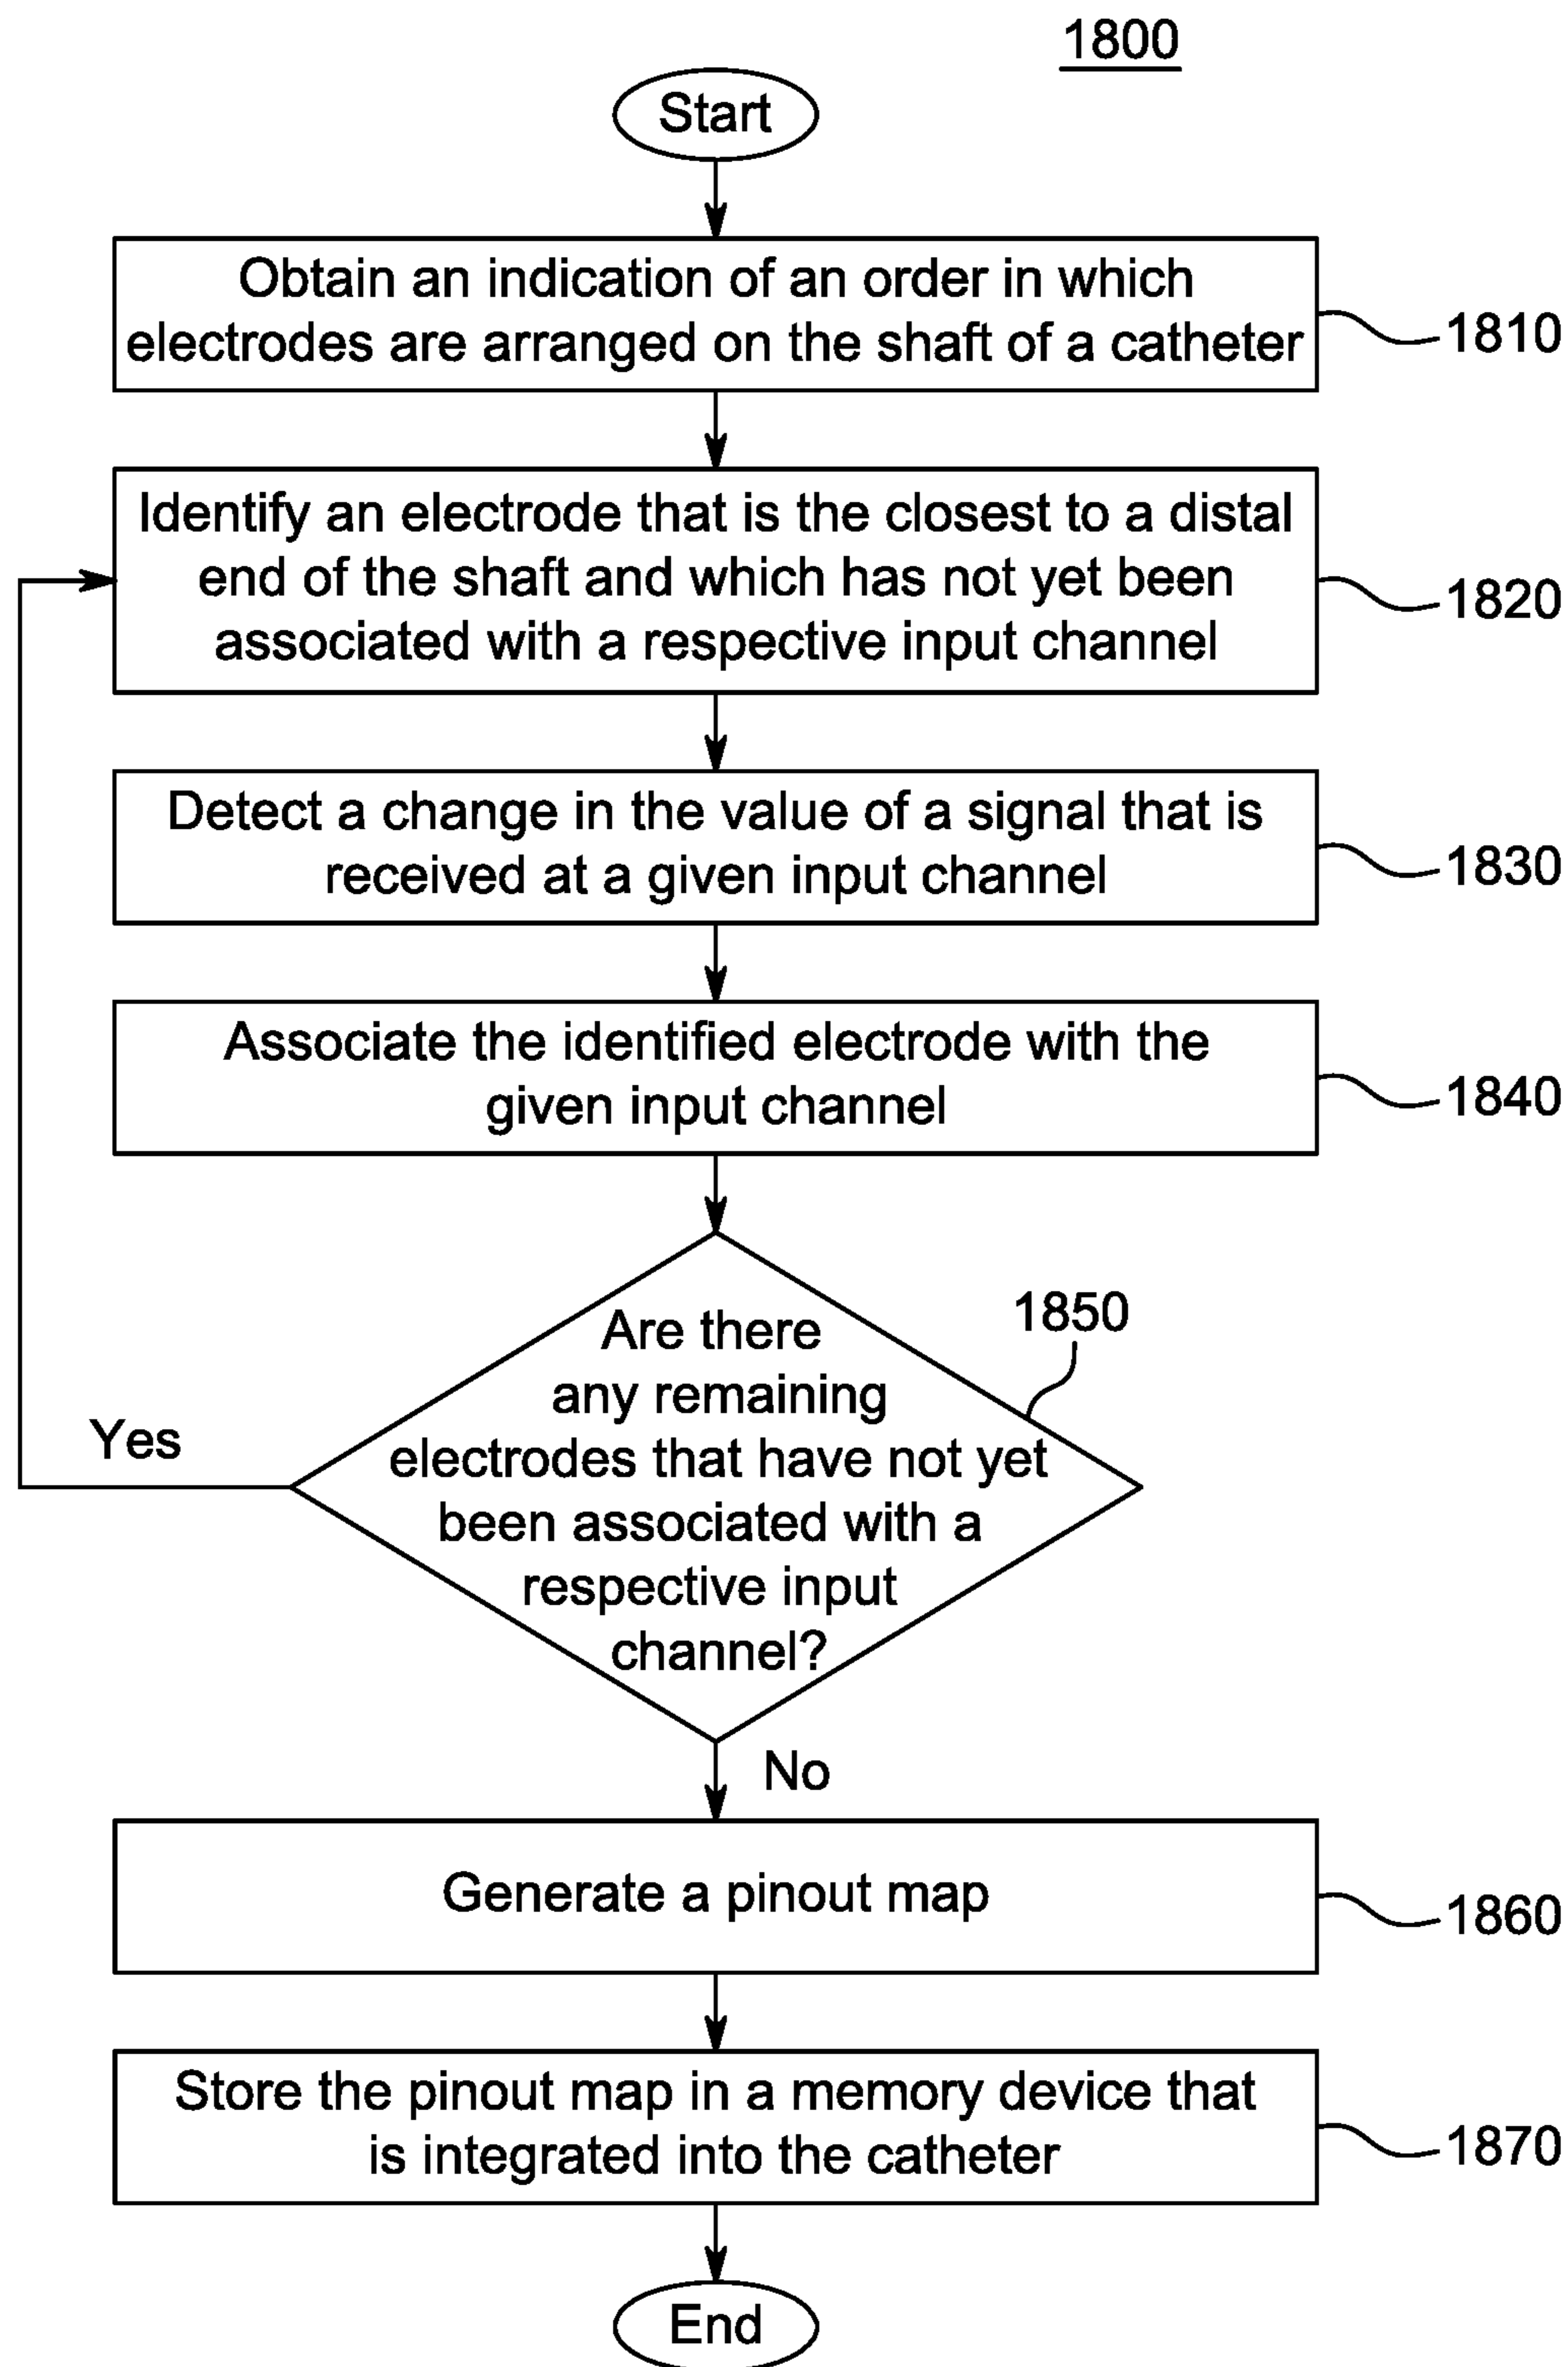 1800
Start
Obtain an indication of an order in which
electrodes are arranged on the shaft of a catheter
1810
Identify an electrode that is the closest to a distal
end of the shaft and which has not yet been
associated with a respective input channel
1820
Detect a change in the value of a signal that is
received at a given input channel
1830
Associate the identified electrode with the
given input channel
1840
Are there
any remaining
electrodes that have not yet
been associated with a
respective input
channel?
1850
Yes
No
Generate a pinout map
1860
Store the pinout map in a memory device that
is integrated into the catheter
1870
End